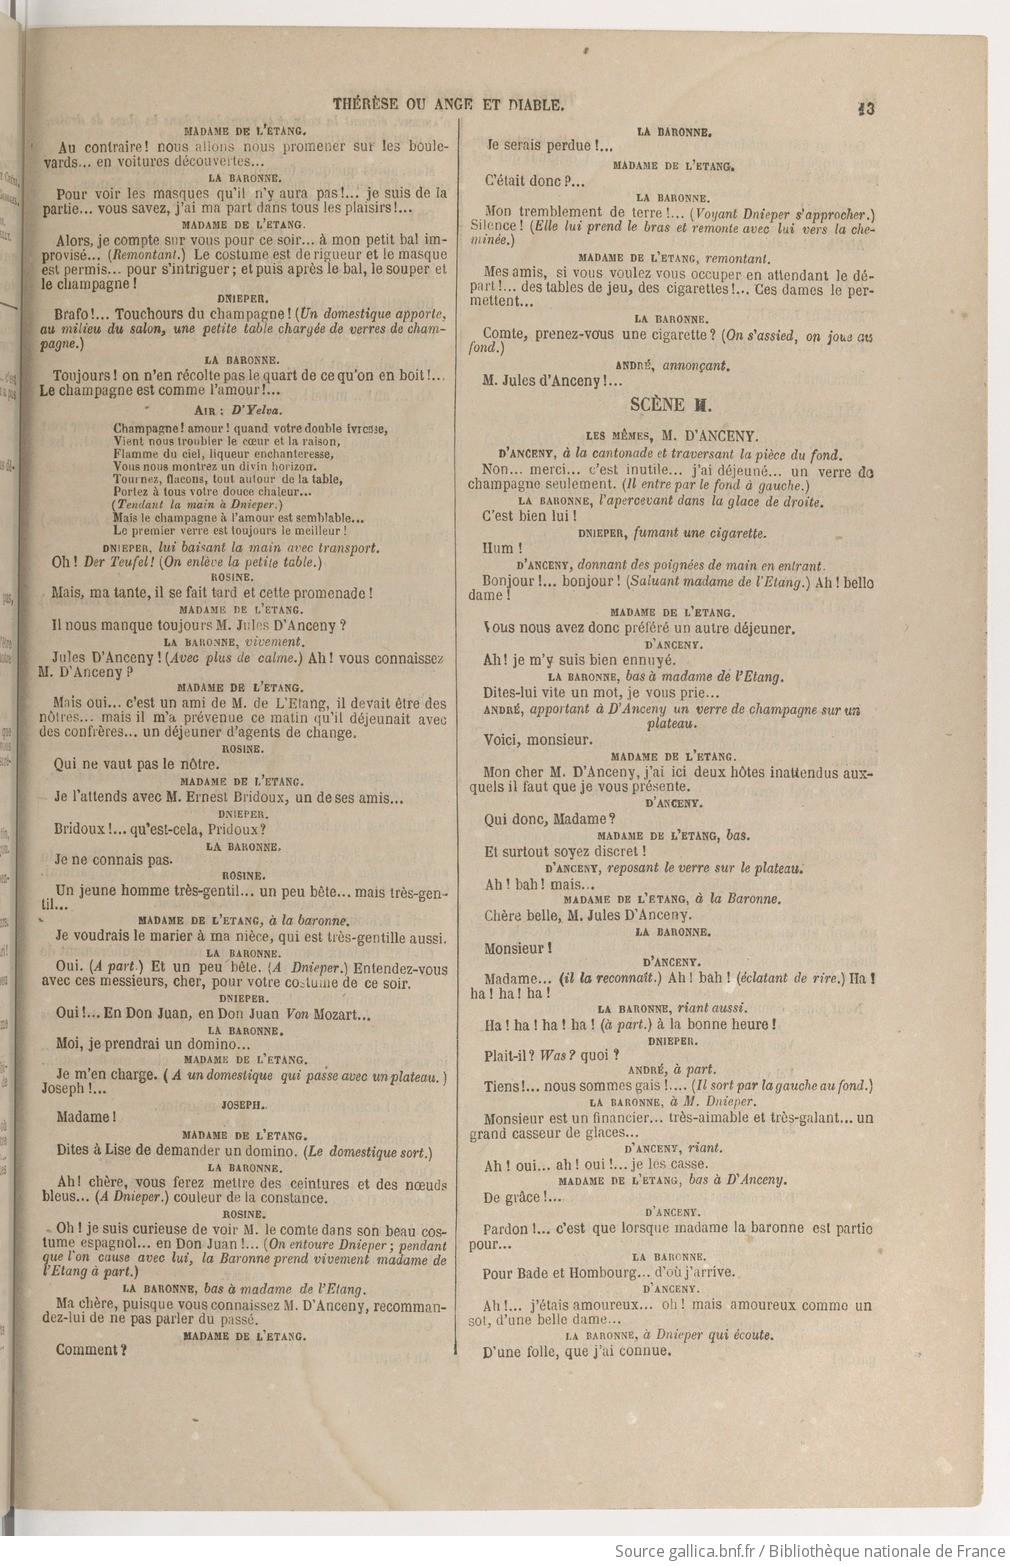 THÉRÈSE OU ANGE ET DIABLE.
13
MADAME DE L'ETANG.
Au contraire! nous allons nous promener sur les boule-
vards... en voitures découvertes...
LA BARONNE.
Pour voir les masques qu'il n'y aura pas!... je suis de la
partie... vous savez, j'ai ma part dans tous les plaisirs!...
MADAME DE L'ETANG.
Alors, je compte sur vous pour ce soir... à mon petit bal im-
provisé... (Remontant.) Le costume est de rigueur et le masque
est permis... pour s'intriguer; et puis après le bal, le souper et
le champagne!
DNIEPER.
Brafo!... Touchours du champagne! (Un domestique apporte,
au milieu du salon, une petite table chargée de verres de cham-
pagne.)
LA BARONNE.
Toujours! on n'en récolte pas le quart de ce qu'on en boit!...
Le champagne est comme l'amour!...
AIR: D'Yelva.
Champagne! amour! quand votre double ivresse,
Vient nous troubler le cœur et la raison,
Flamme du ciel, liqueur enchanteresse,
Vous nous montrez un divin horizon.
Tournez, flacons, tout autour de la table,
Portez à tous votre douce chaleur...
(Tendant la main à Dnieper.)
Mais le champagne à l'amour est semblable...
Le premier verre est toujours le meilleur!
DNIEPER, lui baisant la main avec transport.
Oh! Der Teufel! (On enlève la petite table.)
ROSINE.
Mais, ma tante, il se fait tard et cette promenade!
MADAME DE L'ETANG.
Il nous manque toujours M. Jules D'Anceny?
LA BARONNE, vivement.
Jules D'Anceny! (Avec plus de calme.) Ah! vous connaissez
M. D'Anceny?
MADAME DE L'ETANG.
Mais oui... c'est un ami de M. de L'Etang, il devait être des
nôtres... mais il m'a prévenue ce matin qu'il déjeunait avec
des confrères... un déjeuner d'agents de change.
ROSINE.
Qui ne vaut pas le nôtre.
MADAME DE L'ETANG.
Je l'attends avec M. Ernest Bridoux, un de ses amis...
DNIEPER.
Bridoux!... qu'est-cela, Pridoux?
LA BARONNE.
Je ne connais pas.
ROSINE.
Un jeune homme très-gentil... un peu bête... mais très-gen-
til...
MADAME DE L'ETANG, à la baronne.
Je voudrais le marier à ma nièce, qui est très-gentille aussi.
LA BARONNE.
Oui. (A part.) Et un peu bête. (A Dnieper.) Entendez-vous
avec ces messieurs, cher, pour votre costume de ce soir.
DNIEPER.
Oui!... En Don Juan, en Don Juan Von Mozart...
LA BARONNE.
Moi, je prendrai un domino...
MADAME DE L'ETANG.
Je m'en charge. (A un domestique qui passe avec un plateau.)
Joseph!...
JOSEPH.
Madame!
MADAME DE L'ETANG.
Dites à Lise de demander un domino. (Le domestique sort.)
LA BARONNE.
Ah! chère, vous ferez mettre des ceintures et des nœuds
bleus... (A Dnieper.) couleur de la constance.
ROSINE.
Oh! je suis curieuse de voir M. le comte dans son beau cos-
tume espagnol... en Don Juan!... (On entoure Dnieper; pendant
que l'on cause avec lui, la Baronne prend vivement madame de
l'Etang à part.)
LA BARONNE, bas à madame de l'Etang.
Ma chère, puisque vous connaissez M. D'Anceny, recomman-
dez-lui de ne pas parler du passé.
MADAME DE L'ETANG.
Comment?
LA BARONNE.
Je serais perdue!...
MADAME DE L'ETANG.
C'était donc?...
LA BARONNE.
Mon tremblement de terre!... (Voyant Dnieper s'approcher.)
Silence! (Elle lui prend le bras et remonte avec lui vers la che-
minée.)
MADAME DE L'ETANG, remontant.
Mes amis, si vous voulez vous occuper en attendant le dé-
part!... des tables de jeu, des cigarettes!... Ces dames le per-
mettent...
LA BARONNE.
Comte, prenez-vous une cigarette? (On s'assied, on joue au
fond.)
ANDRÉ, annonçant.
M. Jules d'Anceny!...
SCÈNE II.
LES MÊMES, M. D'ANCENY.
D'ANCENY, à la cantonade et traversant la pièce du fond.
Non... merci... c'est inutile... j'ai déjeuné... un verre de
champagne seulement. (Il entre par le fond à gauche.)
LA BARONNE, l'apercevant dans la glace de droite.
C'est bien lui!
DNIEPER, fumant une cigarette.
Hum!
D'ANCENY, donnant des poignées de main en entrant.
Bonjour!... bonjour! (Saluant madame de l'Etang.) Ah! belle
dame!
MADAME DE L'ETANG.
Vous nous avez donc préféré un autre déjeuner.
D'ANCENY.
Ah! je m'y suis bien ennuyé.
LA BARONNE, bas à madame de l'Etang.
Dites-lui vite un mot, je vous prie...
ANDRÉ, apportant à D'Anceny un verre de champagne sur un
plateau.
Voici, monsieur.
MADAME DE L'ETANG.
Mon cher M. D'Anceny, j'ai ici deux hôtes inattendus aux-
quels il faut que je vous présente.
D'ANCENY.
Qui donc, Madame?
MADAME DE L'ETANG, bas.
Et surtout soyez discret!
D'ANCENY, reposant le verre sur le plateau.
Ah! bah! mais...
MADAME DE L'ETANG, à la Baronne.
Chère belle, M. Jules D'Anceny.
LA BARONNE.
Monsieur!
D'ANCENY.
Madame... (il la reconnaît.) Ah! bah! (éclatant de rire.) Ha!
ha! ha! ha!
LA BARONNE, riant aussi.
Ha! ha! ha! ha! (à part.) à la bonne heure!
DNIEPER.
Plait-il? Was? quoi?
ANDRÉ, à part.
Tiens!... nous sommes gais!.... (Il sort par la gauche au fond.)
LA BARONNE, à M. Dnieper.
Monsieur est un financier... très-aimable et très-galant... un
grand casseur de glaces...
D'ANCENY, riant.
Ah! oui... ah! oui!... je les casse.
MADAME DE L'ETANG, bas à D'Anceny.
De grâce!...
D'ANCENY.
Pardon!... c'est que lorsque madame la baronne est partie
pour...
LA BARONNE.
Pour Bade et Hombourg... d'où j'arrive.
D'ANCENY.
Ah!... j'étais amoureux... oh! mais amoureux comme un
sot, d'une belle dame...
LA BARONNE, à Dnieper qui écoute.
D'une folle, que j'ai connue.
Source gallica.bnf.fr / Bibliothèque nationale de France